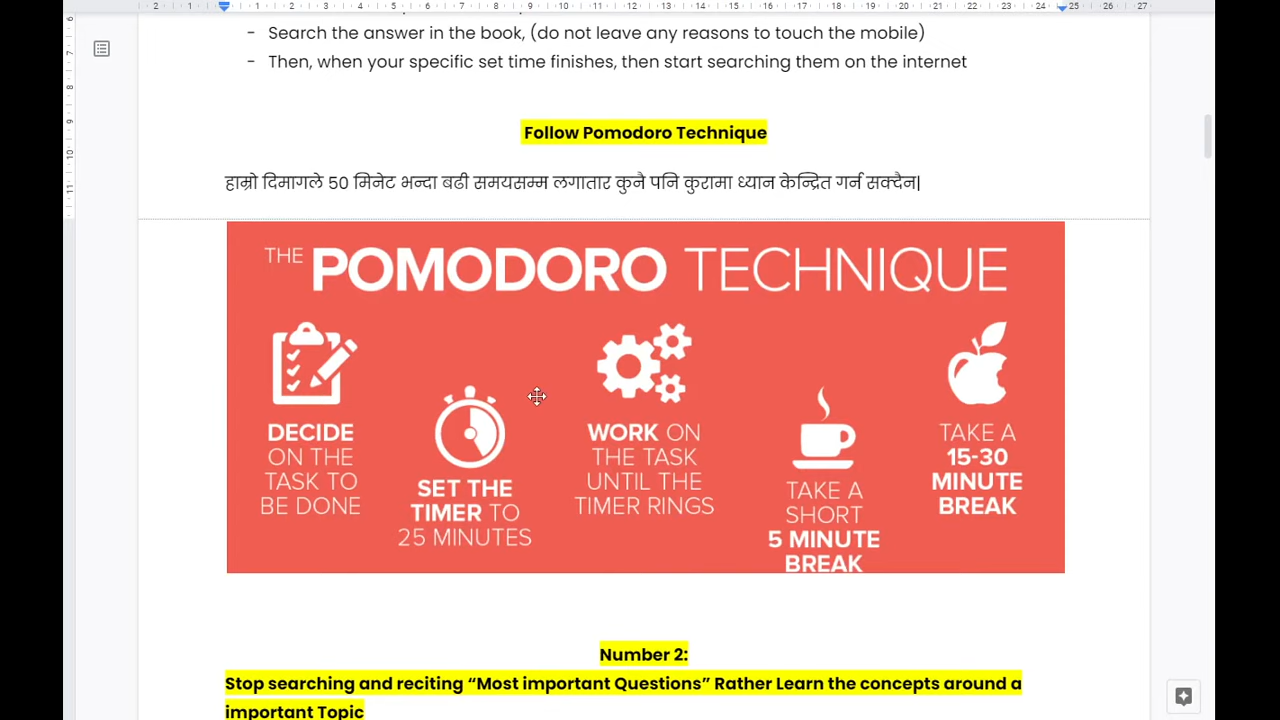 - Search the answer in the book, (do not leave any reasons to touch the mobile)
- Then, when your specific set time finishes, then start searching them on the internet
Follow Pomodoro Technique
हाम्रो दिमागले 50 मिनेट भन्दा बढी समयसम्म लगातार कुनै पनि कुरामा ध्यान केन्द्रित गर्न सक्दैन|
THE POMODORO TECHNIQUE
DECIDE
ON THE
TASK TO
BE DONE
SET THE
TIMER TO
25 MINUTES
WORK ON
THE TASK
UNTIL THE
TIMER RINGS
TAKE A
SHORT
5 MINUTE
BREAK
TAKE A
15-30
MINUTE
BREAK
Number 2:
Stop searching and reciting “Most important Questions” Rather Learn the concepts around a
important Topic